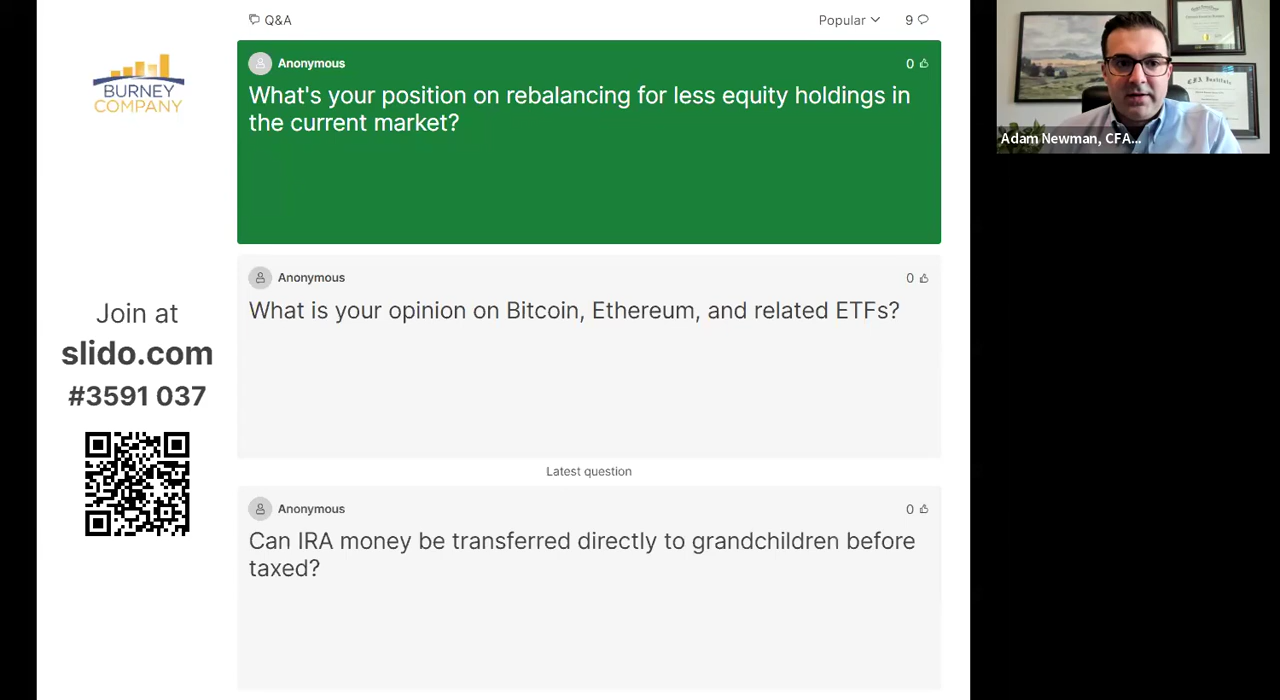 Q&A
Popular
9
BURNEY
COMPANY
Anonymous
0
What's your position on rebalancing for less equity holdings in
the current market?
Adam Newman, CFA...
Anonymous
0
What is your opinion on Bitcoin, Ethereum, and related ETFs?
Join at
slido.com
#3591 037
Latest question
Anonymous
0
Can IRA money be transferred directly to grandchildren before
taxed?